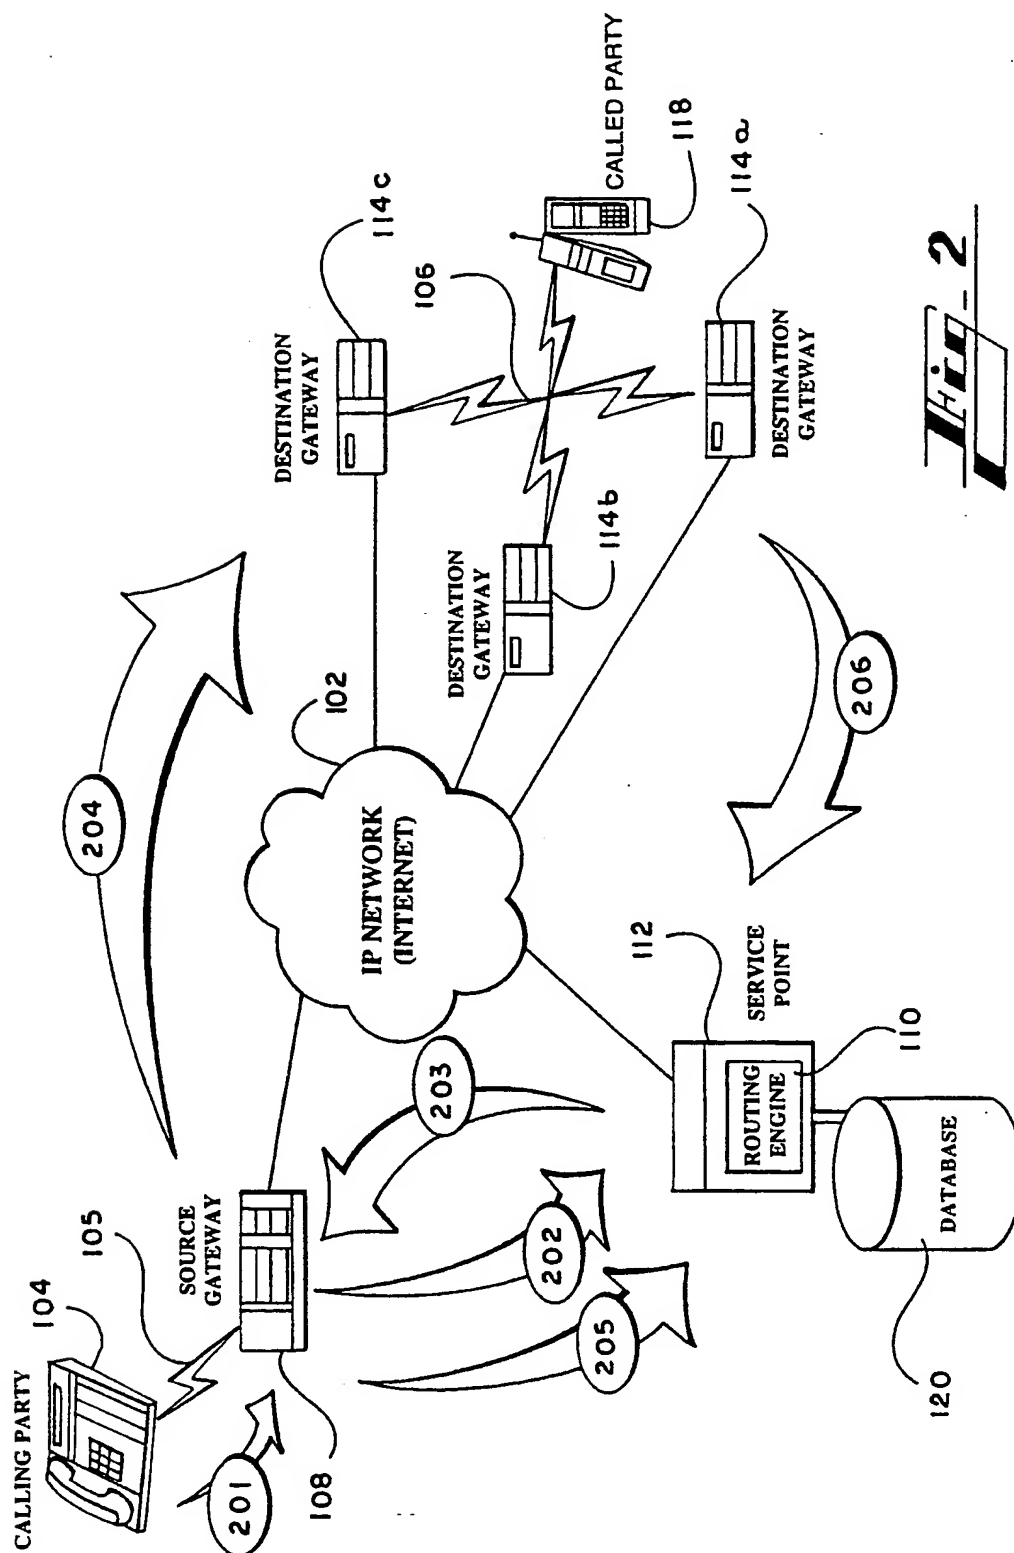 CALLING PARTY
104
105
201
108
SOURCE
GATEWAY
202
205
203
204
102
IP NETWORK
(INTERNET)
112
SERVICE
POINT
110
ROUTING
ENGINE
DATABASE
120
206
DESTINATION
GATEWAY
114c
106
DESTINATION
GATEWAY
114b
CALLED PARTY
118
DESTINATION
GATEWAY
114a
Fig_2